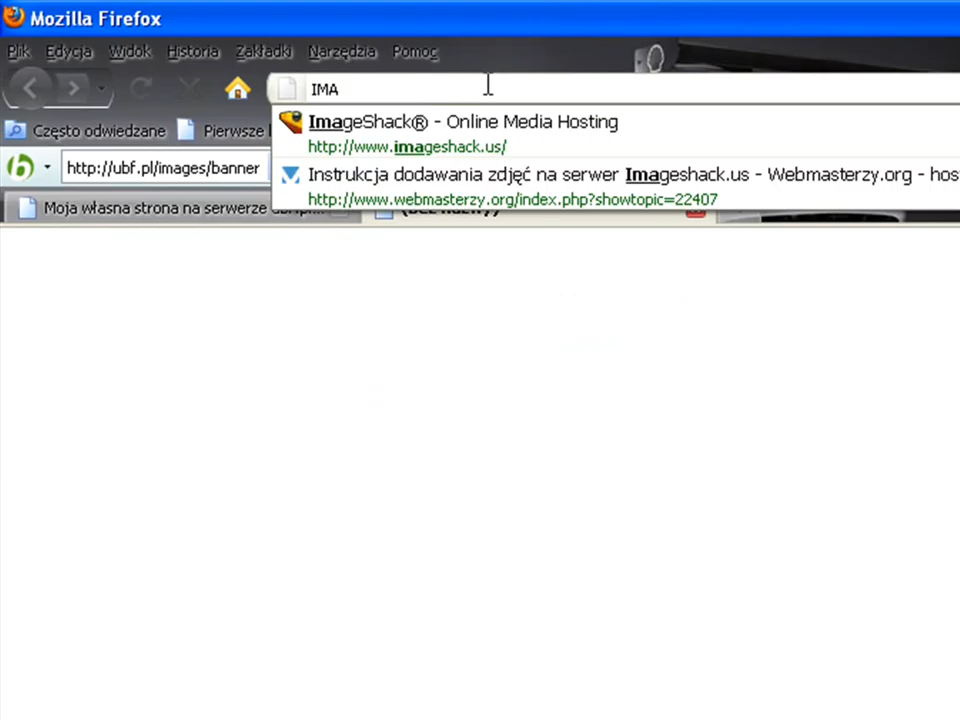 Mozilla Firefox
Plik Edycja Widok Historia Zakładki Narzędzia Pomoc
IMA
ImageShack® - Online Media Hosting
http://www.imageshack.us/
Często odwiedzane Pierwsze
Instrukcja dodawania zdjęć na serwer Imageshack.us - Webmasterzy.org - host
http://ubf.pl/images/banner
http://www.webmasterzy.org/index.php?showtopic=22407
Moja własna strona na serwerze